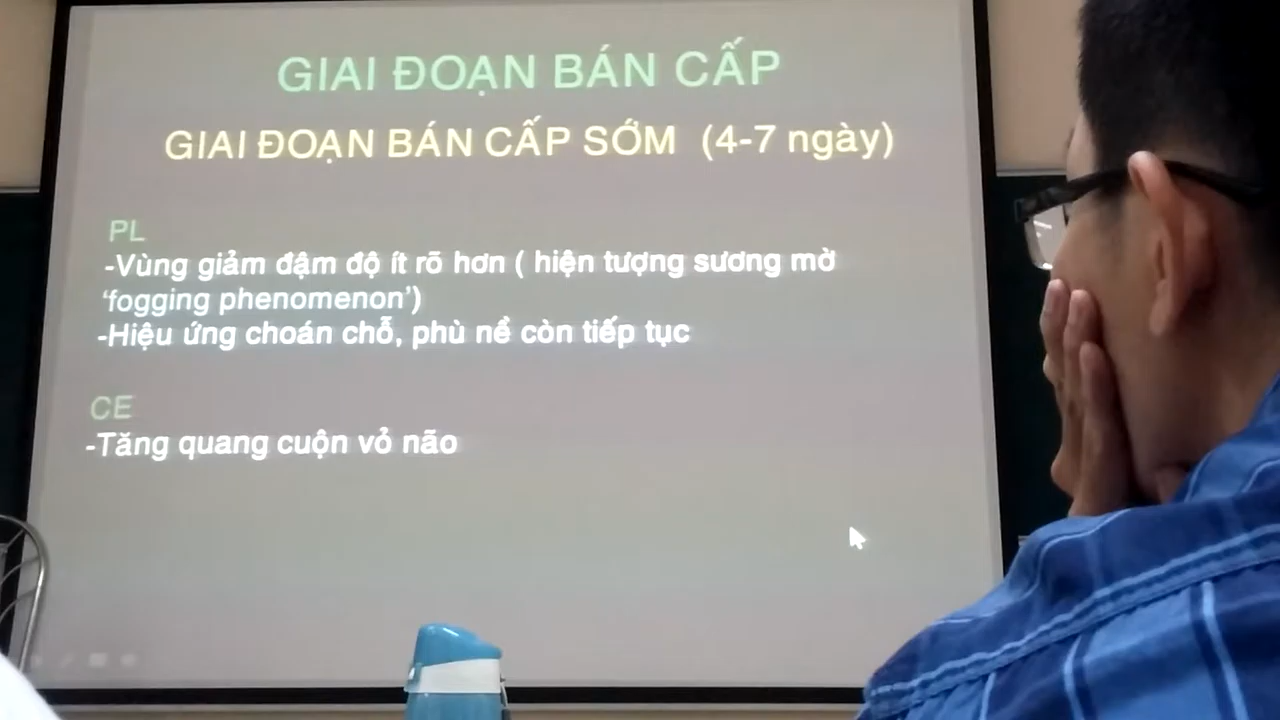 GIAI ĐOẠN BÁN CẤP
GIAI ĐOẠN BÁN CẤP SỚM (4-7 ngày)
PL
-Vùng giảm đậm độ ít rõ hơn ( hiện tượng sương mờ
‘fogging phenomenon’)
-Hiệu ứng choán chỗ, phù nề còn tiếp tục
CE
-Tăng quang cuộn vỏ não